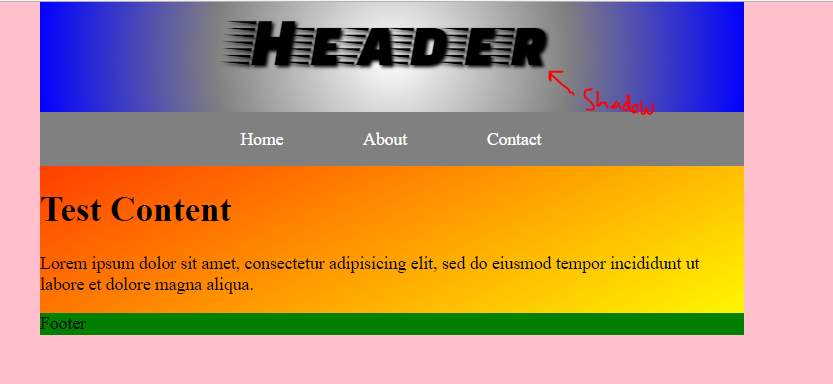 HEADER
Shadow
Home About Contact
Test Content
Lorem ipsum dolor sit amet, consectetur adipisicing elit, sed do eiusmod tempor incididunt ut
labore et dolore magna aliqua.
Footer